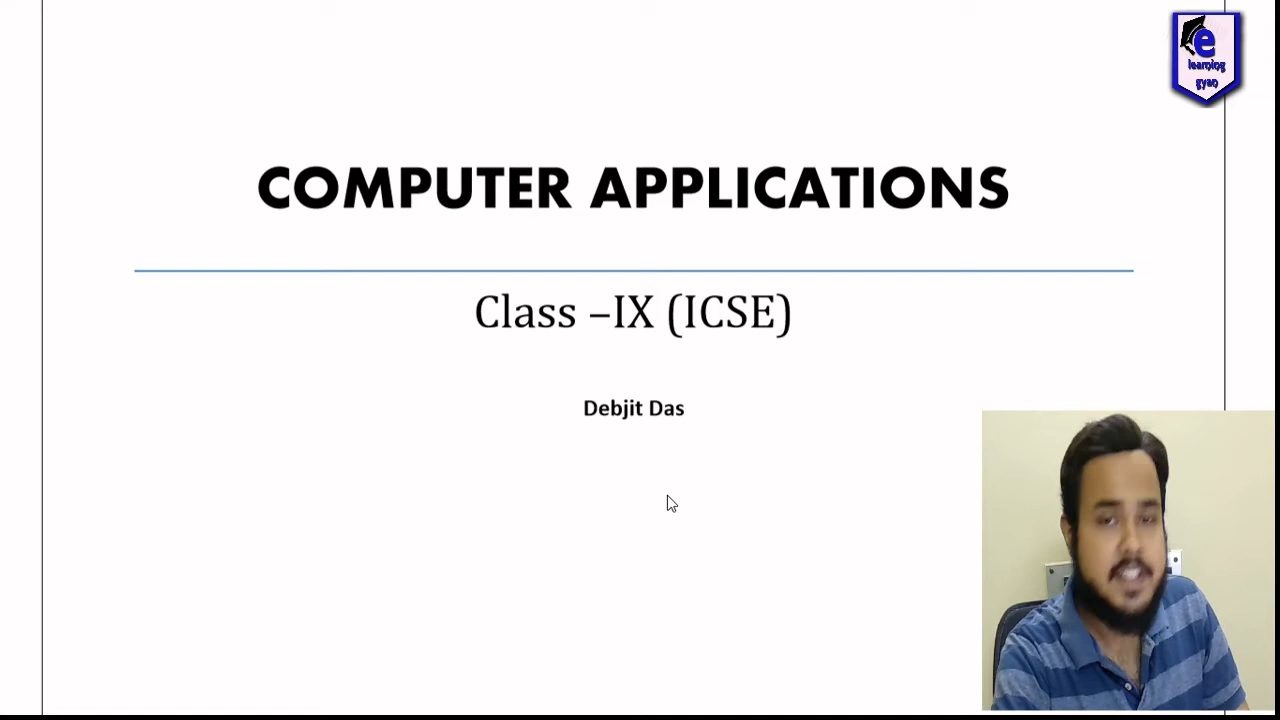 e
learning
gyan
COMPUTER APPLICATIONS
Class –IX (ICSE)
Debjit Das